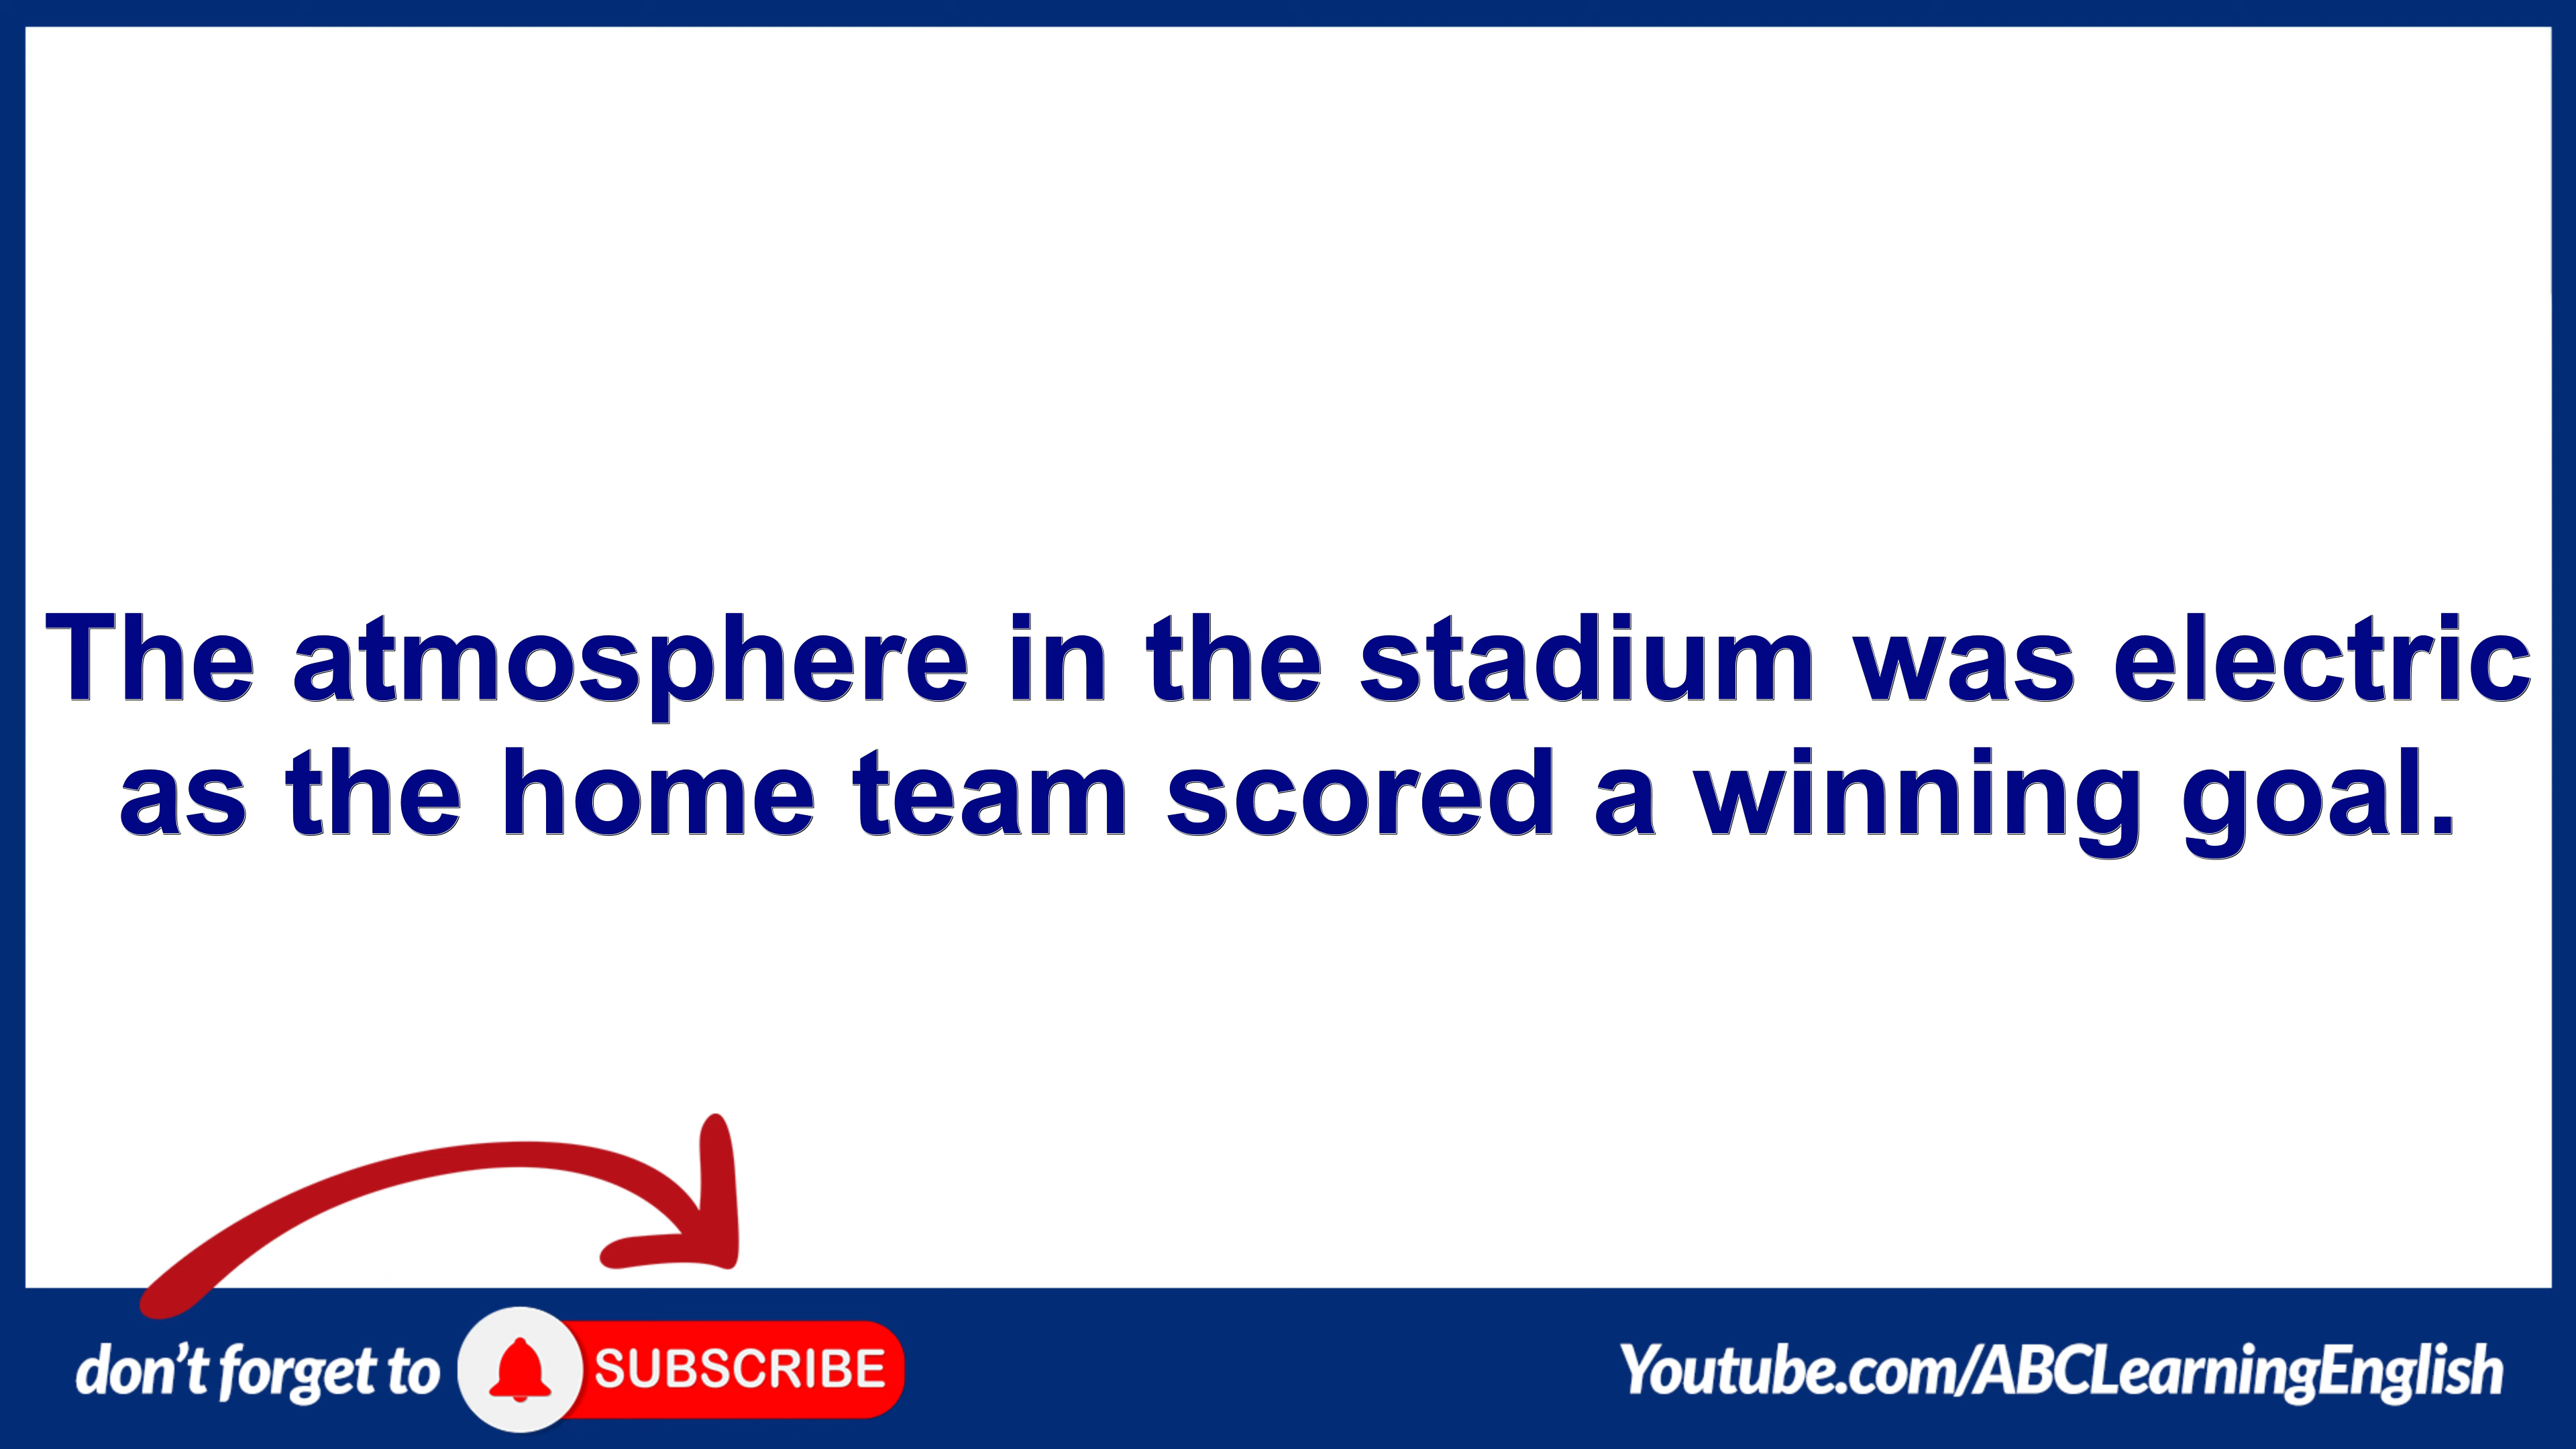 The atmosphere in the stadium was electric
as the home team scored a winning goal.
don't forget to SUBSCRIBE
Youtube.com/ABCLearningEnglish